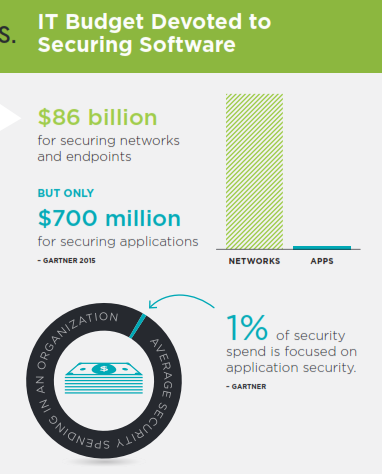 s.
IT Budget Devoted to
Securing Software
$86 billion
for securing networks
and endpoints
BUT ONLY
$700 million
for securing applications
– GARTNER 2015
NETWORKS
APPS
AVERAGE SECURITY SPENDING IN AN ORGANIZATION
$
1% of security
spend is focused on
application security.
– GARTNER